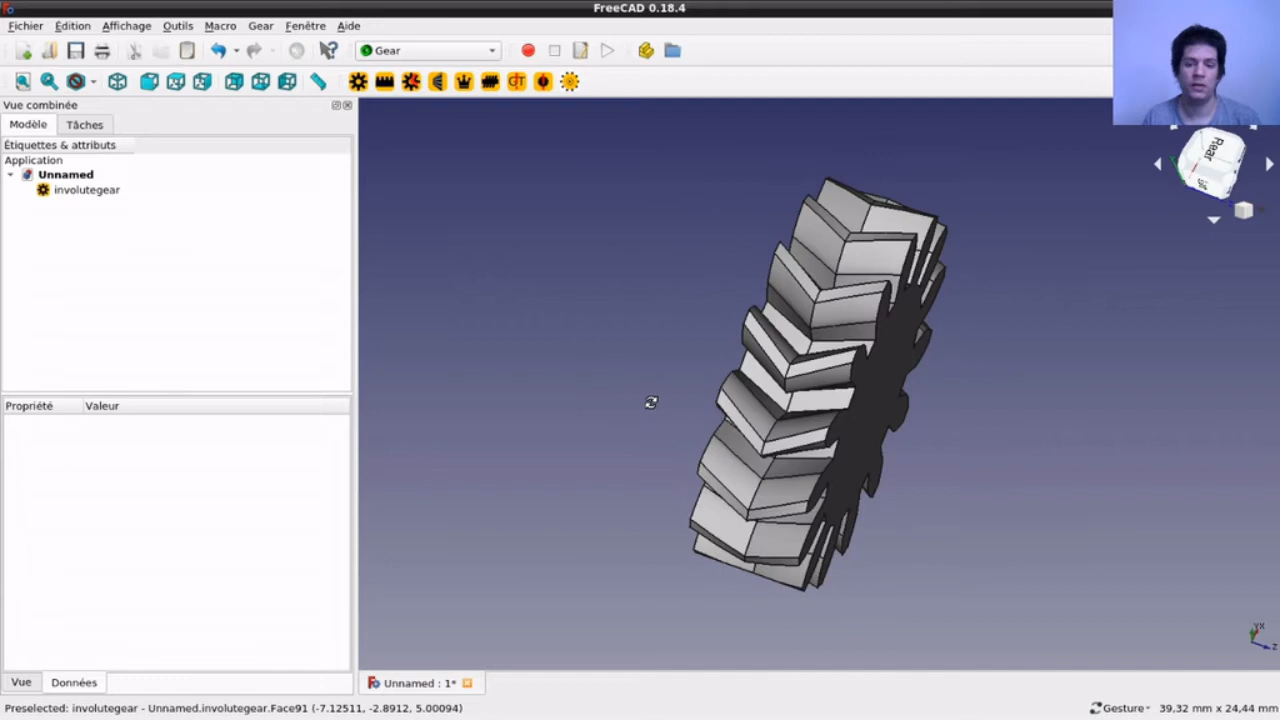 FreeCAD 0.18.4
Fichier Édition Affichage Outils Macro Gear Fenêtre Aide
Gear
Vue combinée
Modèle Tâches
Étiquettes & attributs
Application
Unnamed
involutegear
Propriété Valeur
Rear
YX
Z
Vue Données
Unnamed : 1*
Preselected: involutegear - Unnamed.involutegear.Face91 (-7.12511, -2.8912, 5.00094) Gesture 39,32 mm x 24,44 mm